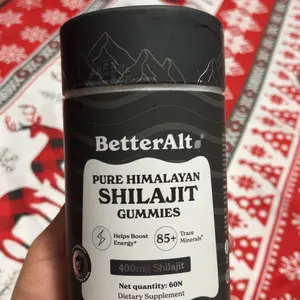 BetterAlt
PURE HIMALAYAN
SHILAJIT
GUMMIES
Helps Boost
Energy*
85+
Trace
Minerals*
400mg Shilajit
Net quantity: 60N
Dietary Supplement